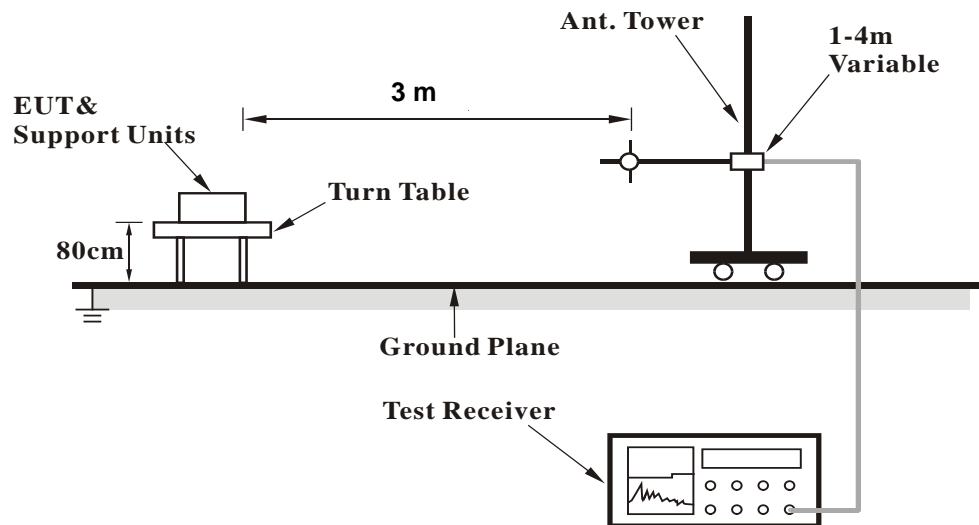 Ant. Tower
1-4m
Variable
3 m
EUT&
Support Units
Turn Table
80cm
Ground Plane
Test Receiver